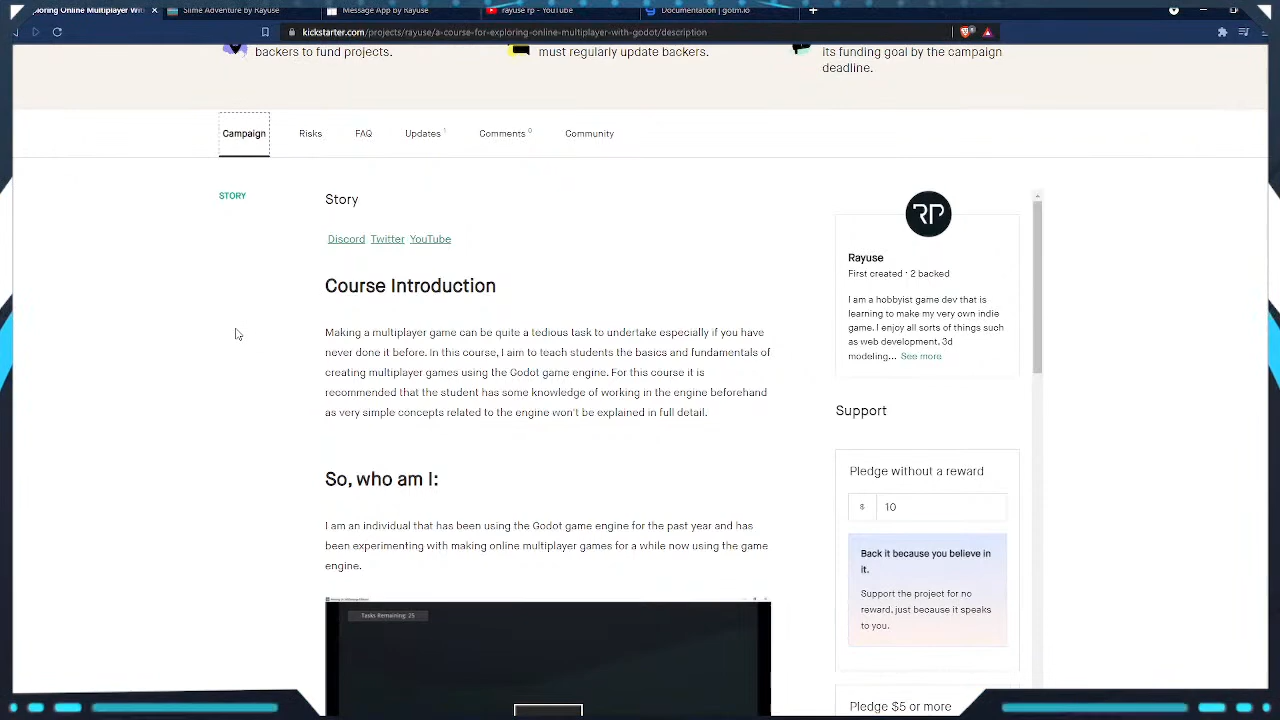 oring Online Multiplayer Wit
Slime Adventure by Rayuse
Message App by Rayuse
rayuse rp - YouTube
Documentation | gotm.io
kickstarter.com/projects/rayuse/a-course-for-exploring-online-multiplayer-with-godot/description
backers to fund projects.
must regularly update backers.
its funding goal by the campaign
deadline.
Campaign
Risks
FAQ
Updates 1
Comments 0
Community
STORY
Story
Discord Twitter YouTube
Course Introduction
Making a multiplayer game can be quite a tedious task to undertake especially if you have
never done it before. In this course, I aim to teach students the basics and fundamentals of
creating multiplayer games using the Godot game engine. For this course it is
recommended that the student has some knowledge of working in the engine beforehand
as very simple concepts related to the engine won't be explained in full detail.
So, who am I:
I am an individual that has been using the Godot game engine for the past year and has
been experimenting with making online multiplayer games for a while now using the game
engine.
Tasks Remaining: 25
RP
Rayuse
First created · 2 backed
I am a hobbyist game dev that is
learning to make my very own indie
game. I enjoy all sorts of things such
as web development, 3d
modeling... See more
Support
Pledge without a reward
$ 10
Back it because you believe in
it.
Support the project for no
reward, just because it speaks
to you.
Pledge $5 or more